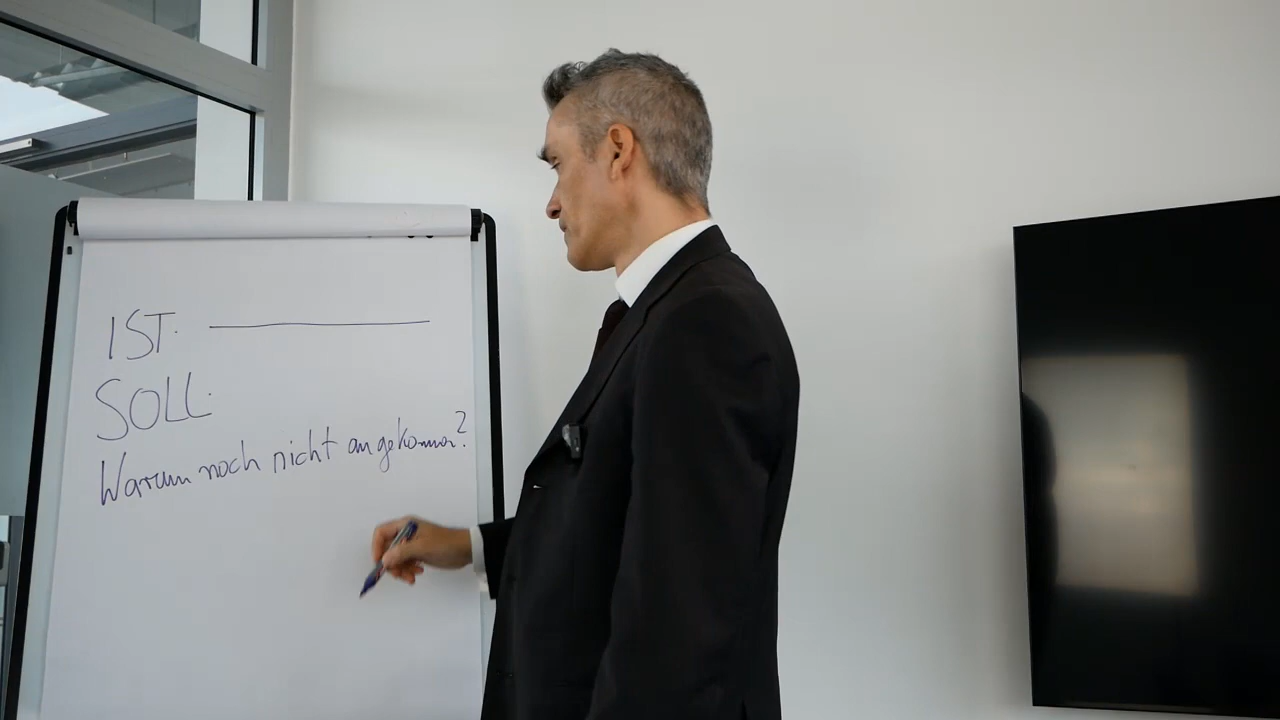 IST. ————
SOLL.
Warum noch nicht angekommen?